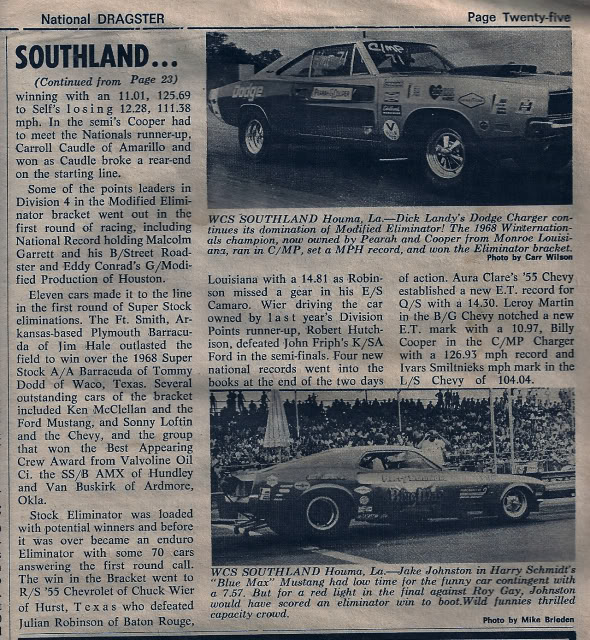 National DRAGSTER
Page Twenty-five
SOUTHLAND...
(Continued from Page 23)
winning with an 11.01, 125.69
to Self's losing 12.28, 111.38
mph. In the semi's Cooper had
to meet the Nationals runner-up,
Carroll Caudle of Amarillo and
won as Caudle broke a rear-end
on the starting line.
Some of the points leaders in
Division 4 in the Modified Elimi-
nator bracket went out in the
first round of racing, including
National Record holding Malcolm
Garrett and his B/Street Road-
ster and Eddy Conrad's G/Modi-
fied Production of Houston.
Eleven cars made it to the line
in the first round of Super Stock
eliminations. The Ft. Smith, Ar-
kansas-based Plymouth Barracu-
da of Jim Hale outlasted the
field to win over the 1968 Super
Stock A/A Barracuda of Tommy
Dodd of Waco, Texas. Several
outstanding cars of the bracket
included Ken McClellan and the
Ford Mustang, and Sonny Loftin
and the Chevy, and the group
that won the Best Appearing
Crew Award from Valvoline Oil
Ci. the SS/B AMX of Hundley
and Van Buskirk of Ardmore,
Okla.
Stock Eliminator was loaded
with potential winners and before
it was over became an enduro
Eliminator with some 70 cars
answering the first round call.
The win in the Bracket went to
R/S '55 Chevrolet of Chuck Wier
of Hurst, Texas who defeated
Julian Robinson of Baton Rouge,
C/MP
71
Dodge
WCS SOUTHLAND Houma, La.—Dick Landy's Dodge Charger con-
tinues its domination of Modified Eliminator! The 1968 Winternation-
als champion, now owned by Pearah and Cooper from Monroe Louisi-
ana, ran in C/MP, set a MPH record, and won the Eliminator bracket.
Photo by Carr Wilson
Louisiana with a 14.81 as Robin-
son missed a gear in his E/S
Camaro. Wier driving the car
owned by last year's Division
Points runner-up, Robert Hutch-
ison, defeated John Friph's K/SA
Ford in the semi-finals. Four new
national records went into the
books at the end of the two days
of action. Aura Clare's '55 Chevy
established a new E.T. record for
Q/S with a 14.30. Leroy Martin
in the B/G Chevy notched a new
E.T. mark with a 10.97, Billy
Cooper in the C/MP Charger
with a 126.93 mph record and
Ivars Smiltnieks mph mark in the
L/S Chevy of 104.04.
WCS SOUTHLAND Houma, La.—Jake Johnston in Harry Schmidt's
"Blue Max" Mustang had low time for the funny car contingent with
a 7.57. But for a red light in the final against Roy Gay, Johnston
would have scored an eliminator win to boot. Wild funnies thrilled
capacity crowd.
Photo by Mike Brieden